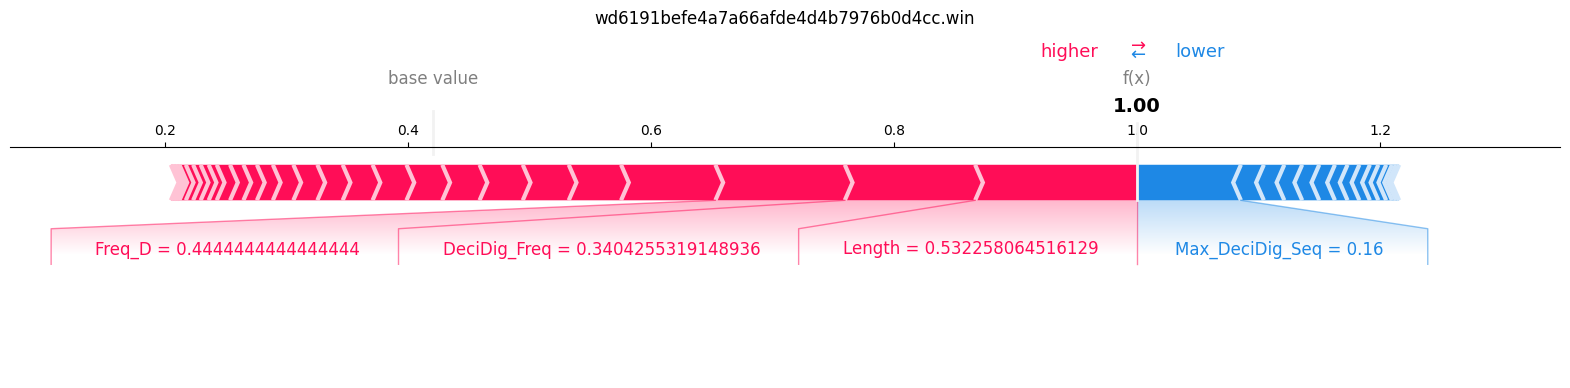 wd6191befe4a7a66afde4d4b7976b0d4cc.win
higher → ← lower
base value f(x)
1.00
0.2 0.4 0.6 0.8 1 0 1.2
Freq_D = 0.4444444444444444 DeciDig_Freq = 0.3404255319148936 Length = 0.532258064516129 Max_DeciDig_Seq = 0.16